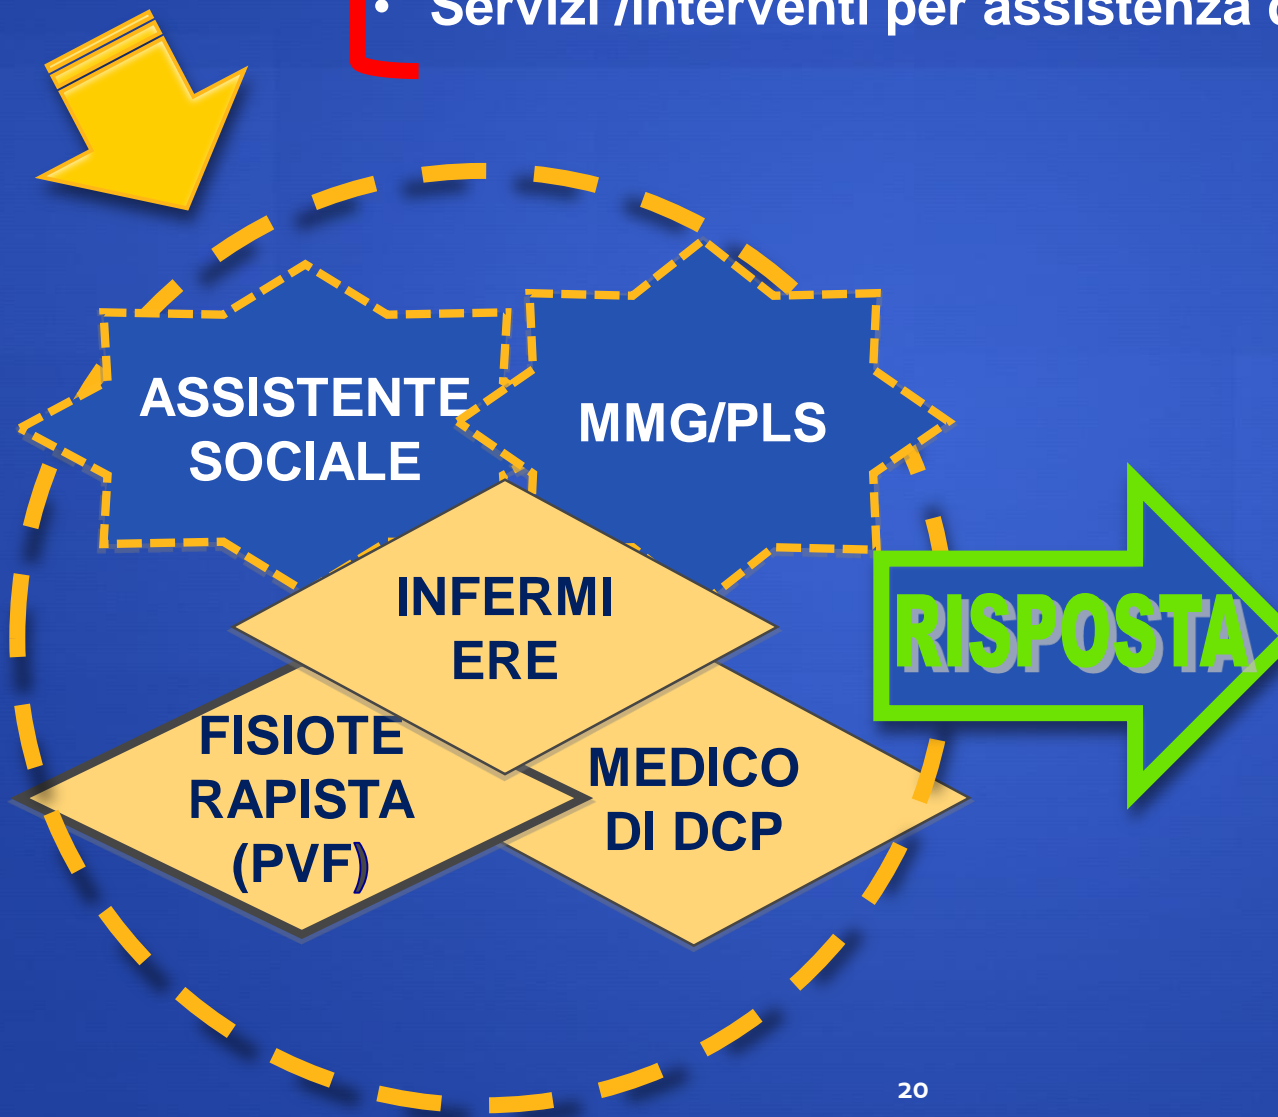 • Servizi /interventi per assistenza
ASSISTENTE
SOCIALE
MMG/PLS
INFERMI
ERE
RISPOSTA
FISIOTE
RAPISTA
(PVF)
MEDICO
DI DCP
20